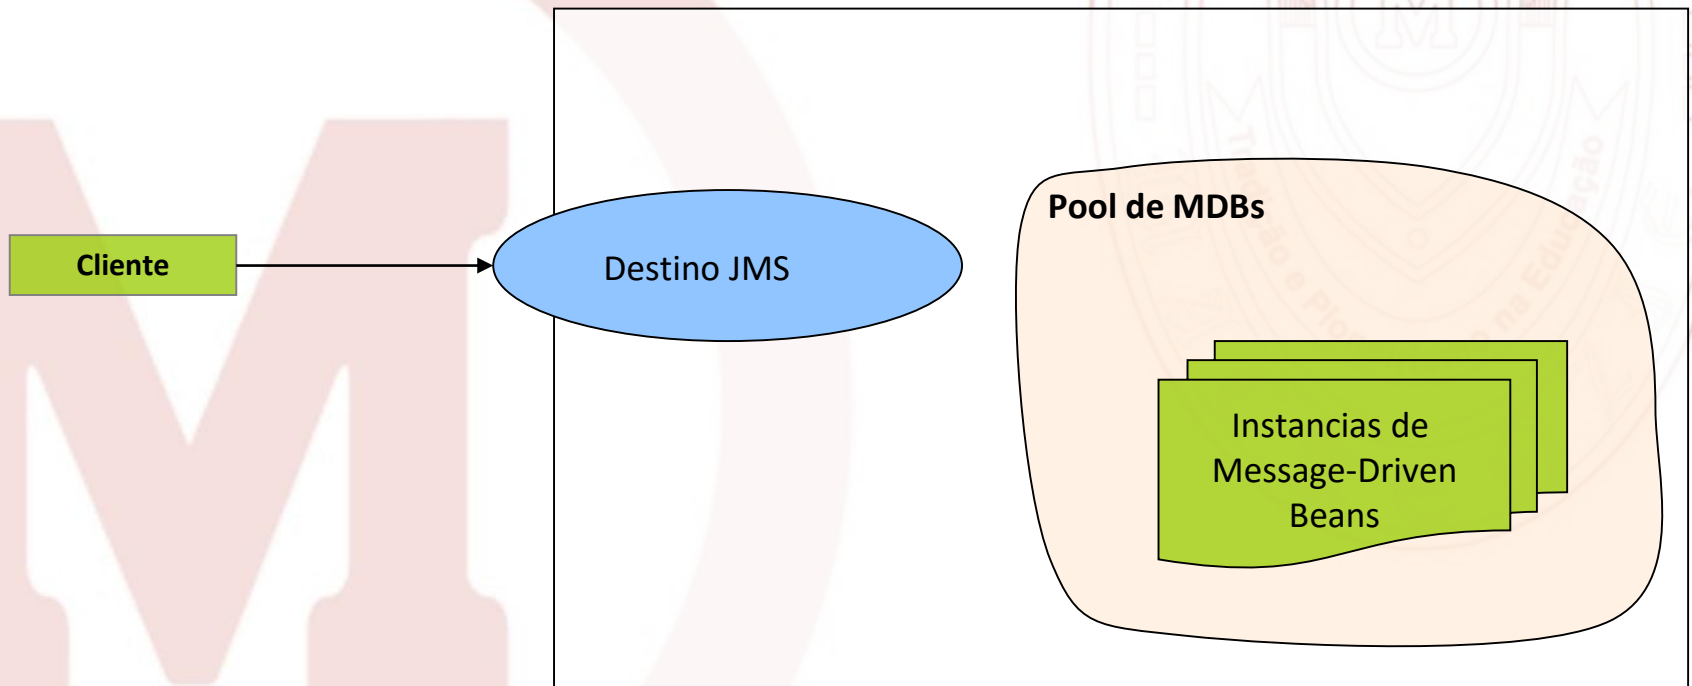 Cliente
Destino JMS
Pool de MDBs
Instancias de
Message-Driven
Beans